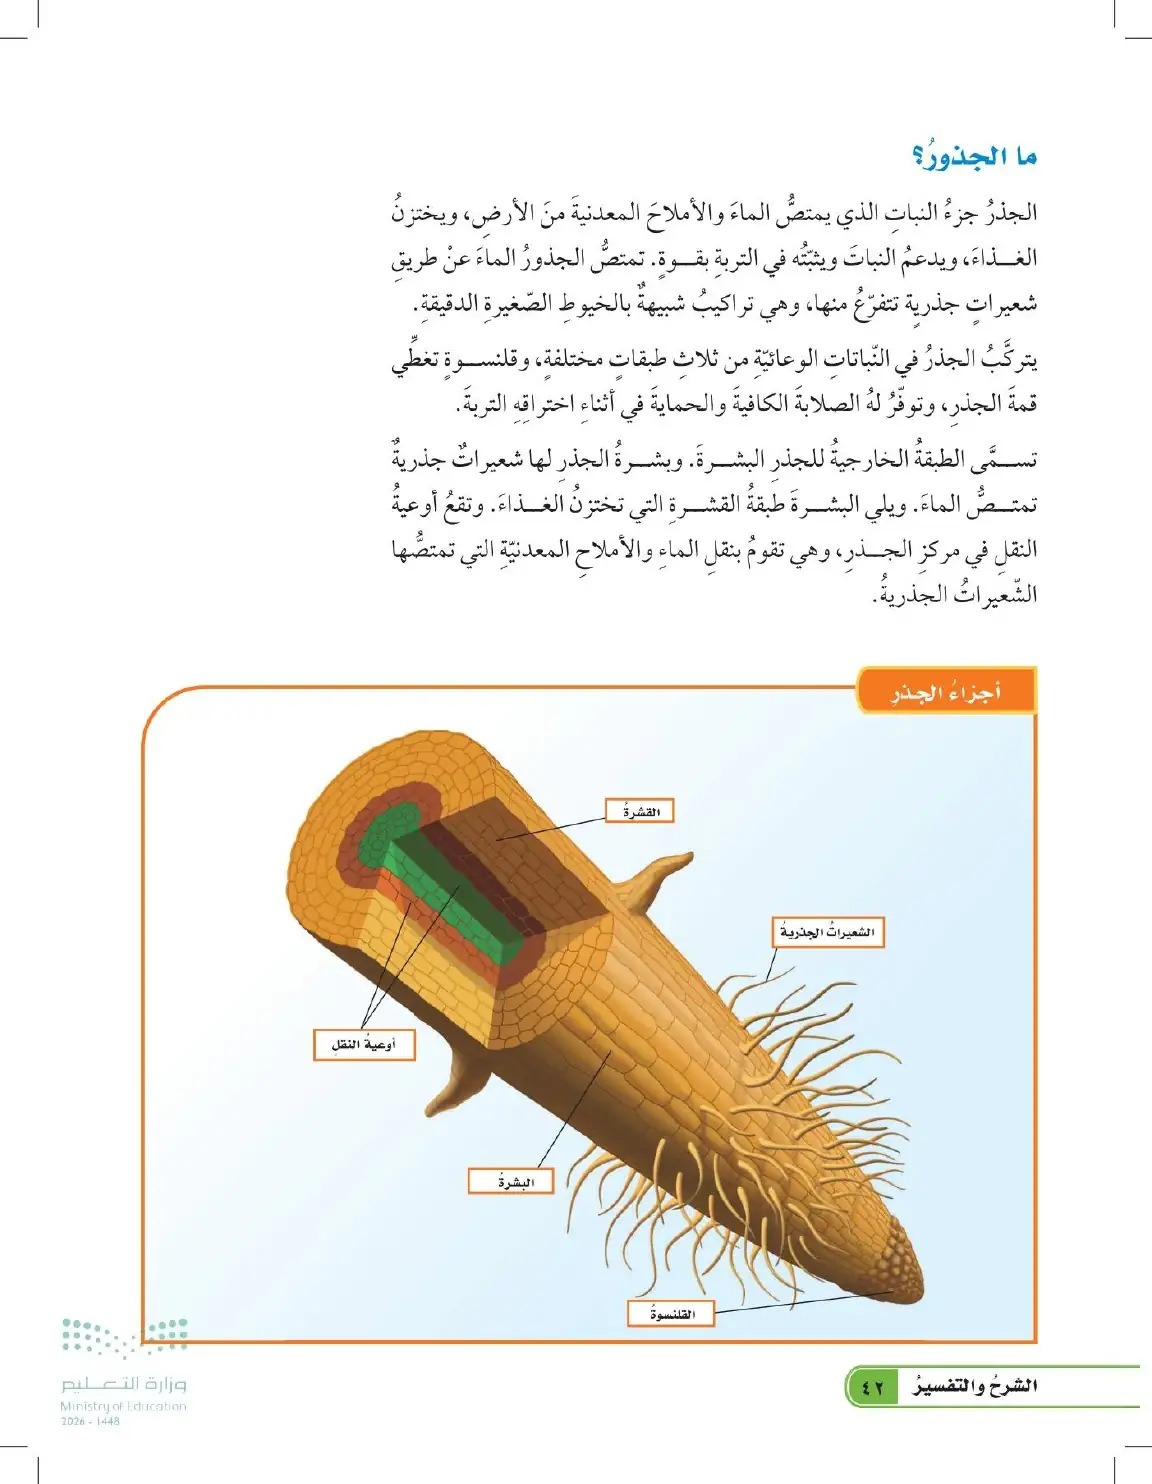 ما الجذورُ؟
الجذرُ جزءُ النباتِ الذي يمتصُّ الماءَ والأملاحَ المعدنيةَ منَ الأرضِ، ويختزنُ
الغـــذاءَ، ويدعمُ النباتَ ويثبّتُه في التربةِ بقـــوةٍ. تمتصُّ الجذورُ الماءَ عنْ طريقِ
شعيراتٍ جذريةٍ تتفرّعُ منها، وهي تراكيبُ شبيهةٌ بالخيوطِ الصّغيرةِ الدقيقةِ.
يتركَّبُ الجذرُ في النّباتاتِ الوعائيّةِ من ثلاثِ طبقاتٍ مختلفةٍ، وقلنســـوةٍ تغطِّي
قمةَ الجذرِ، وتوفّرُ لهُ الصلابةَ الكافيةَ والحمايةَ في أثناءِ اختراقِهِ التربةَ.
تســـمَّى الطبقةُ الخارجيةُ للجذرِ البشـــرةَ. وبشـــرةُ الجذرِ لها شعيراتٌ جذريةٌ
تمتـــصُّ الماءَ. ويلي البشـــرةَ طبقةُ القشـــرةِ التي تختزنُ الغـــذاءَ. وتقعُ أوعيةُ
النقلِ في مركزِ الجـــذرِ، وهي تقومُ بنقلِ الماءِ والأملاحِ المعدنيّةِ التي تمتصُّها
الشّعيراتُ الجذريةُ.
أجزاءُ الجذرِ
القشرةُ
الشعيراتُ الجذريةُ
أوعيةُ النقلِ
البشرةُ
القلنسوةُ
وزارة التعـــليم
Ministry of Education
2026 - 1448
الشرحُ والتفسيرُ ٤٢